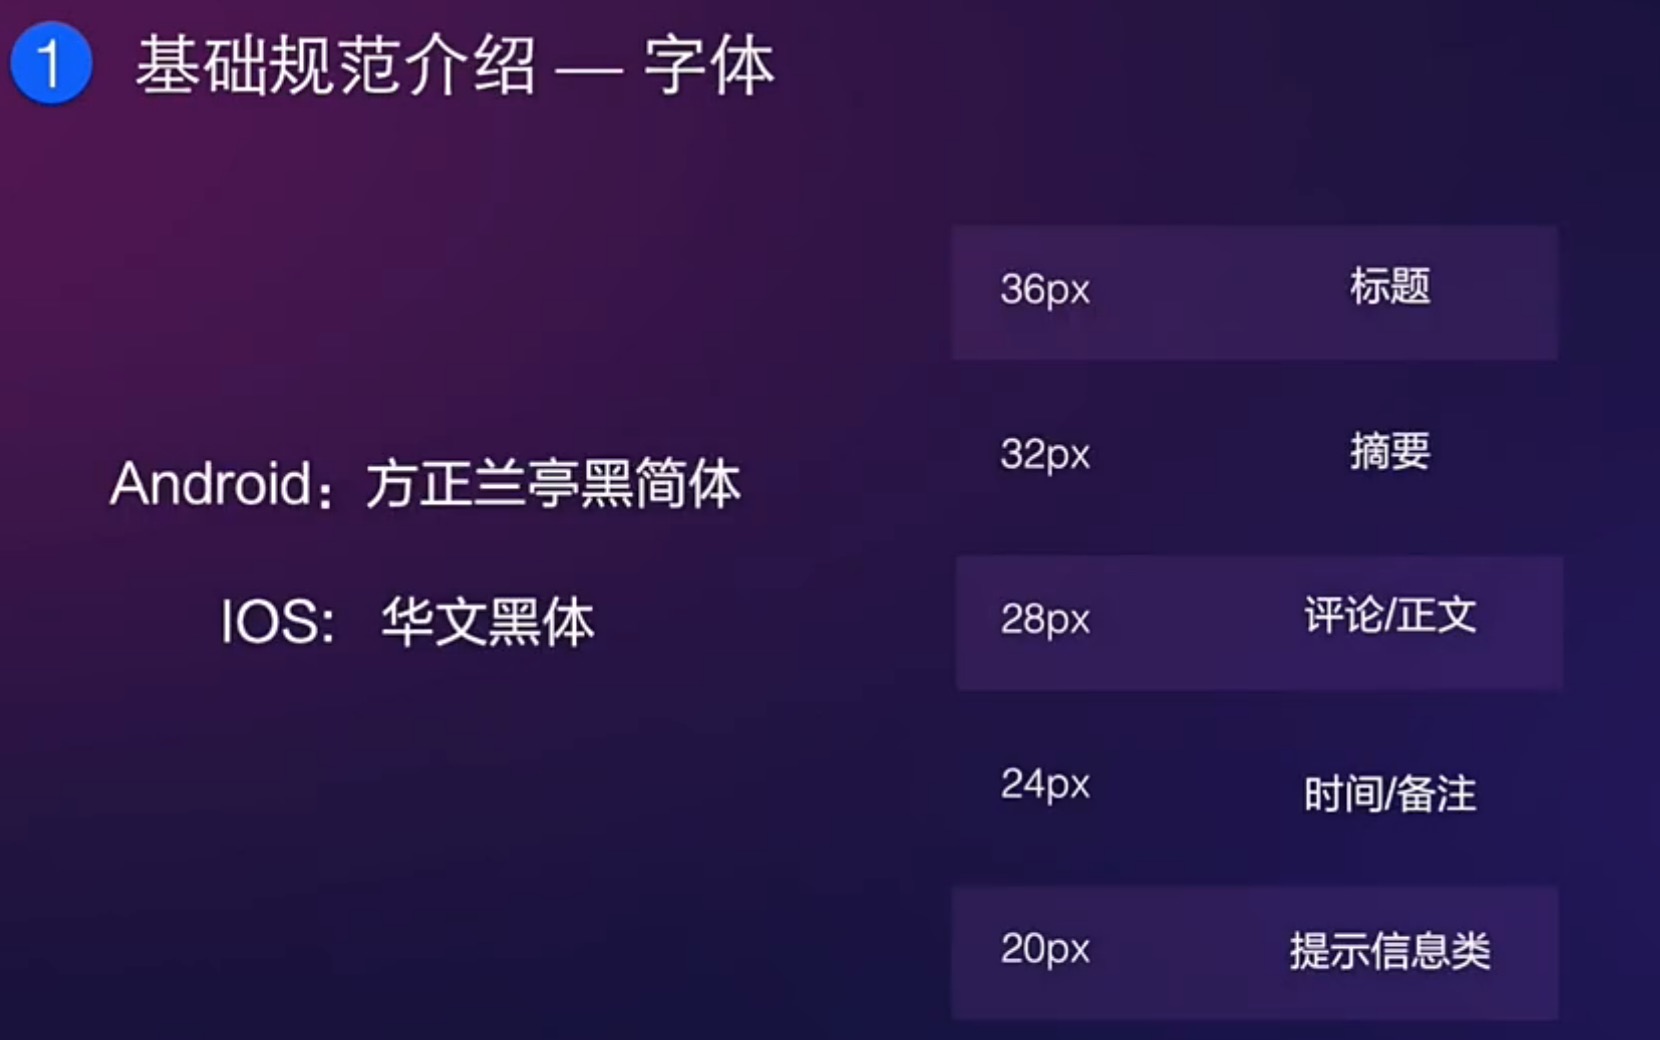 1 基础规范介绍 — 字体
Android：方正兰亭黑简体
IOS: 华文黑体
36px 标题
32px 摘要
28px 评论/正文
24px 时间/备注
20px 提示信息类